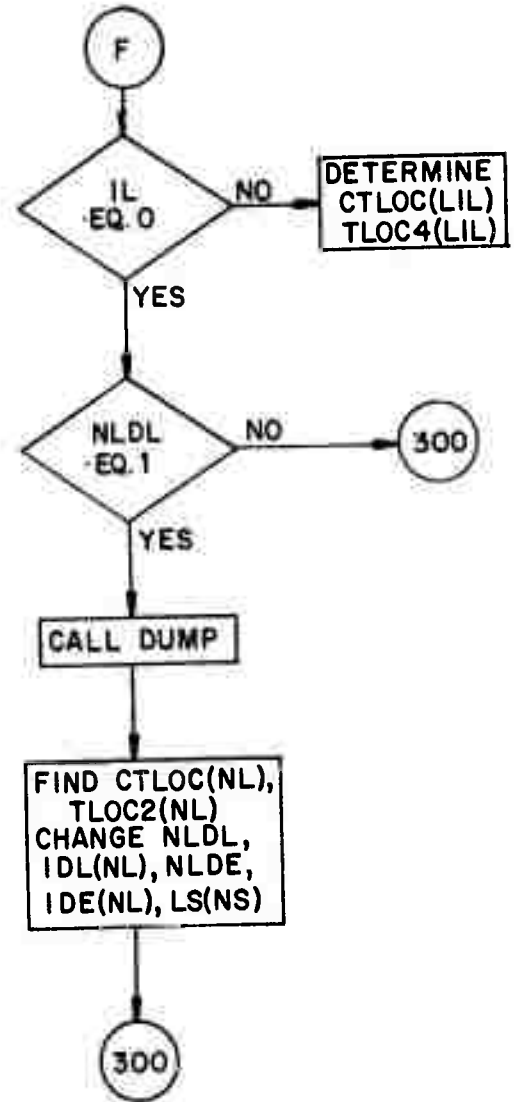 F
IL
.EQ.0
NO
DETERMINE
CTLOC(LIL)
TLOC4(LIL)
YES
NLDL
.EQ.1
NO
300
YES
CALL DUMP
FIND CTLOC(NL),
TLOC2(NL)
CHANGE NLDL,
IDL(NL), NLDE,
IDE(NL), LS(NS)
300